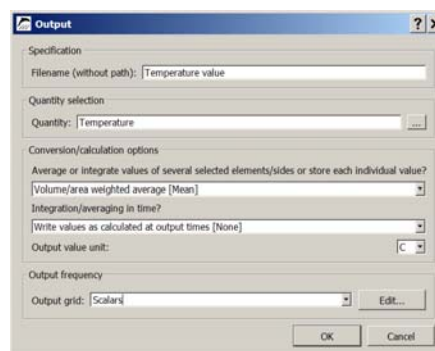 Output
Specification
Filename (without path): Temperature value
Quantity selection
Quantity: Temperature ...
Conversion/calculation options
Average or integrate values of several selected elements/sides or store each individual value?
Volume/area weighted average [Mean]
Integration/averaging in time?
Write values as calculated at output times [None]
Output value unit: C
Output frequency
Output grid: Scalars Edit...
OK Cancel